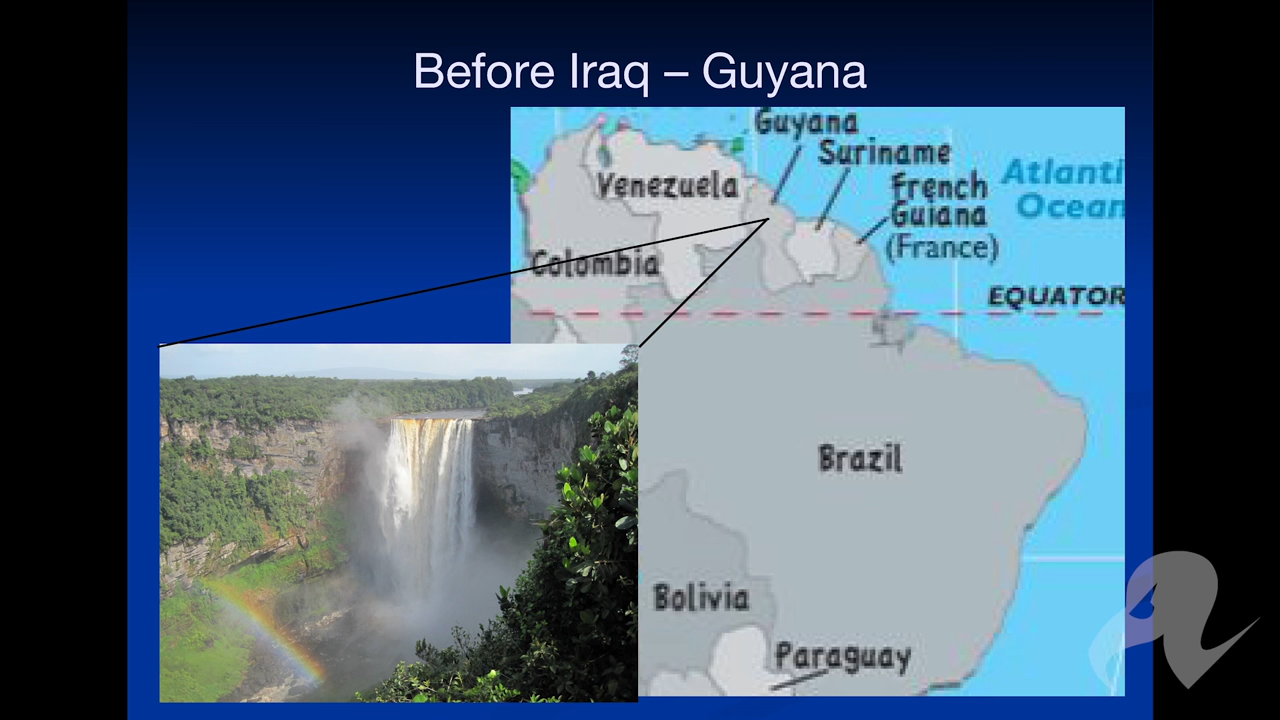 Before Iraq – Guyana
Guyana
Suriname
French
Guiana
(France)
Atlanti
Ocean
Venezuela
Colombia
EQUATOR
Brazil
Bolivia
Paraguay